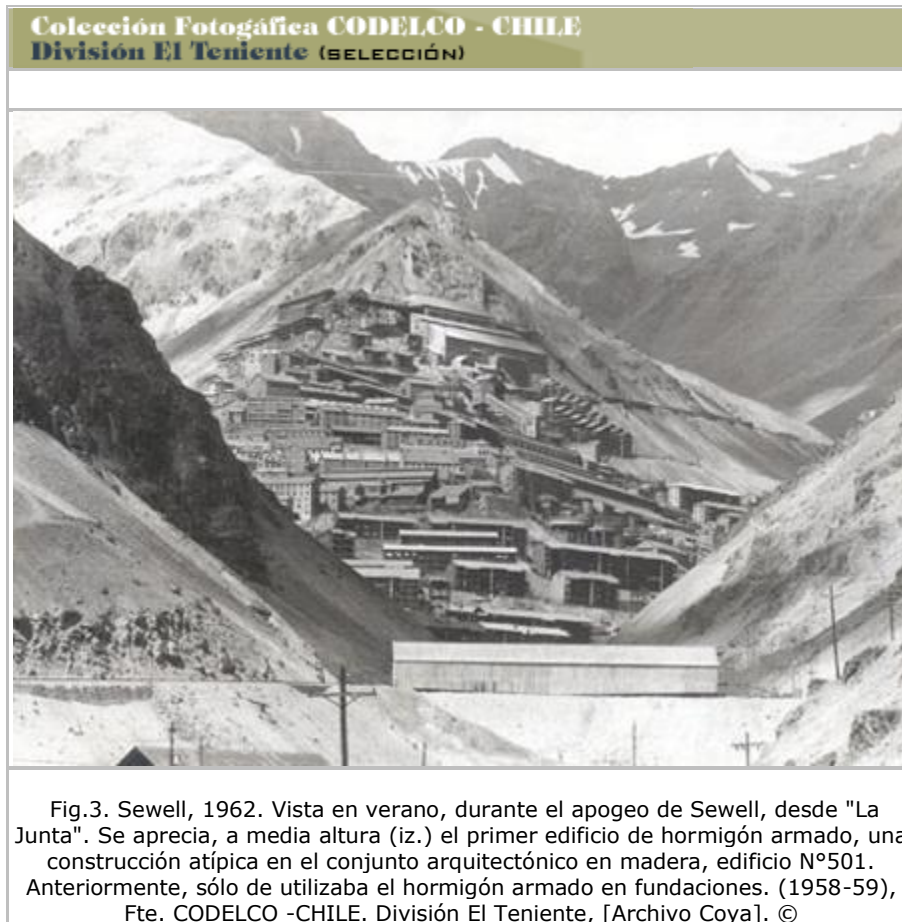 Colección Fotogáfica CODELCO - CHILE
División El Teniente (SELECCIÓN)
Fig.3. Sewell, 1962. Vista en verano, durante el apogeo de Sewell, desde "La
Junta". Se aprecia, a media altura (iz.) el primer edificio de hormigón armado, una
construcción atípica en el conjunto arquitectónico en madera, edificio N°501.
Anteriormente, sólo de utilizaba el hormigón armado en fundaciones. (1958-59),
Fte. CODELCO -CHILE. División El Teniente, [Archivo Coya]. ©